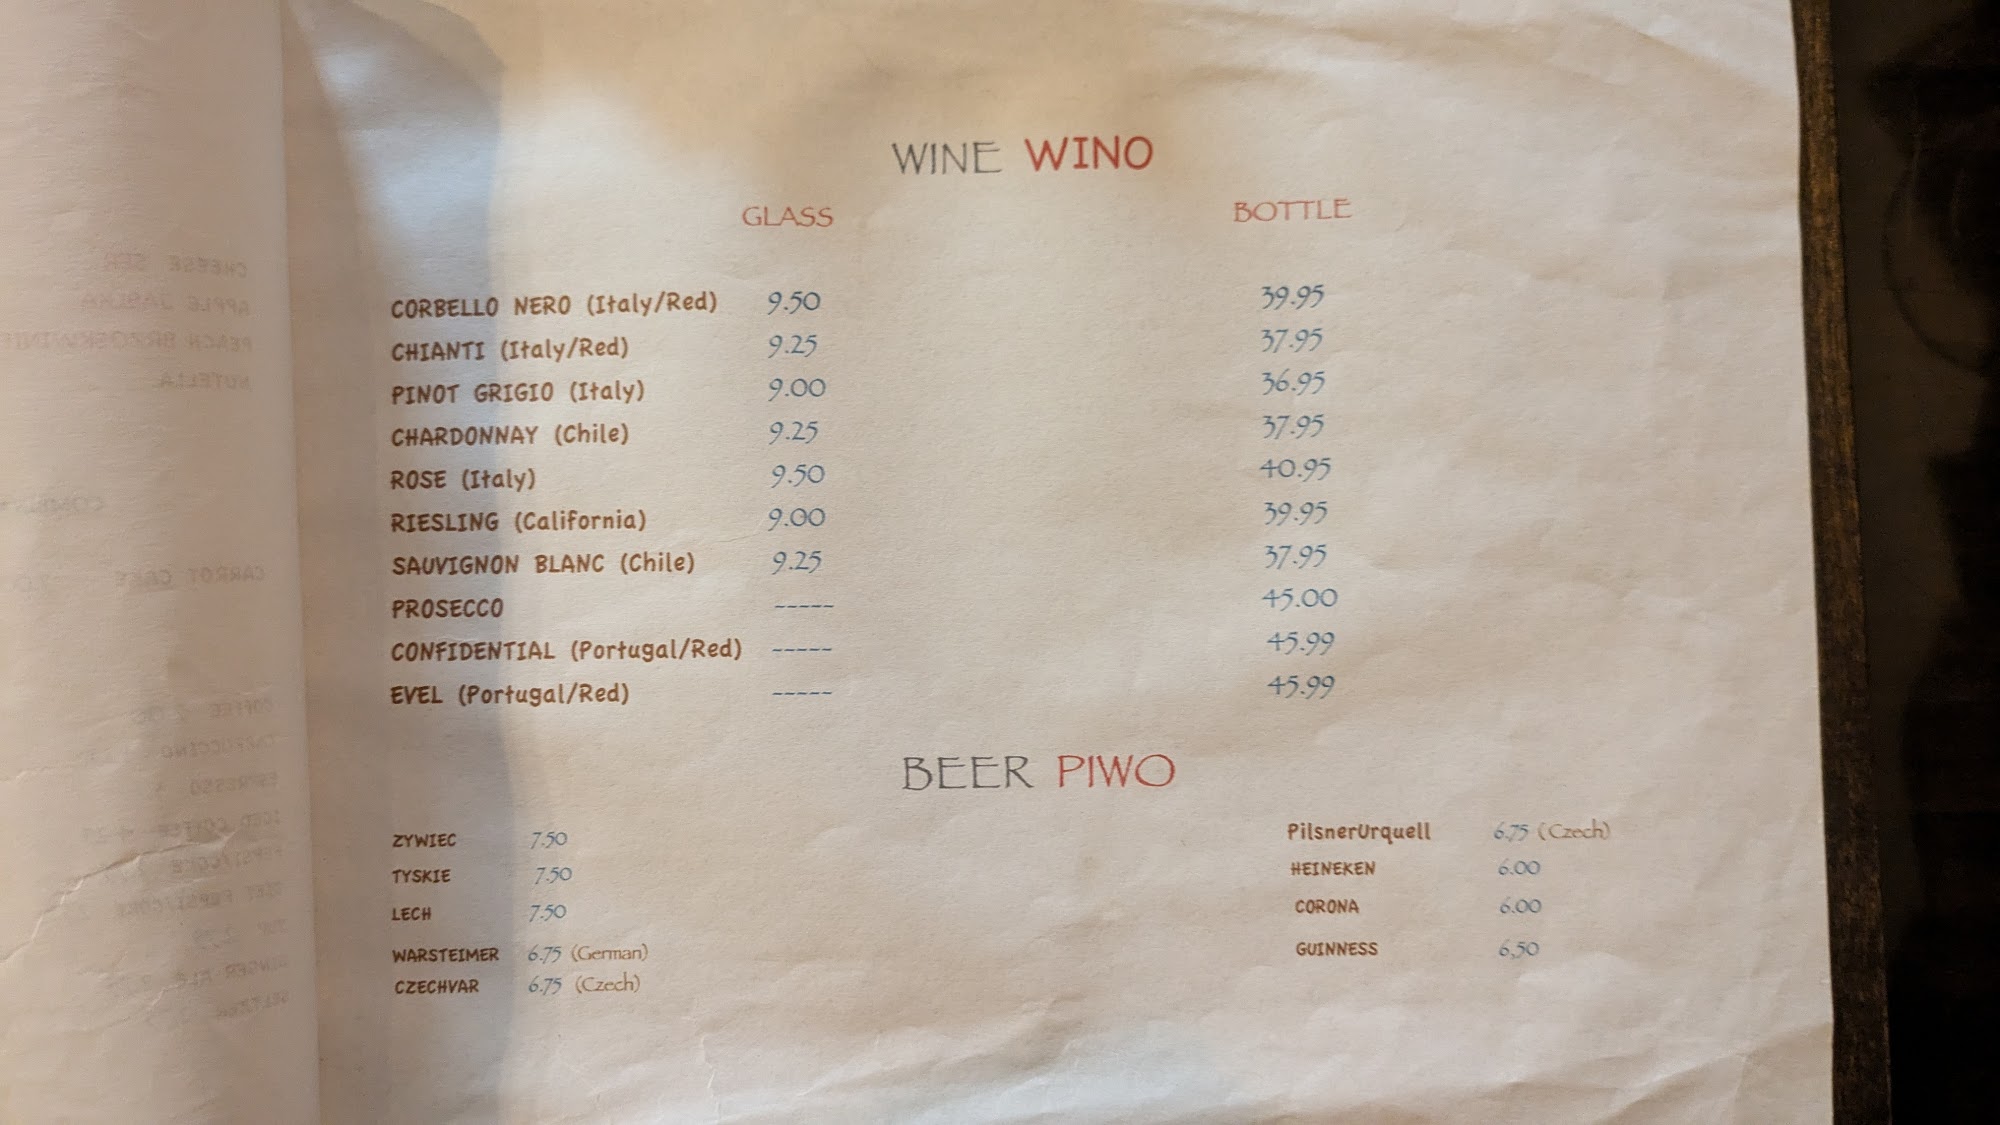 WINE WINO
GLASS BOTTLE
CORBELLO NERO (Italy/Red) 9.50 39.95
CHIANTI (Italy/Red) 9.25 37.95
PINOT GRIGIO (Italy) 9.00 36.95
CHARDONNAY (Chile) 9.25 37.95
ROSE (Italy) 9.50 40.95
RIESLING (California) 9.00 39.95
SAUVIGNON BLANC (Chile) 9.25 37.95
PROSECCO ----- 45.00
CONFIDENTIAL (Portugal/Red) ----- 45.99
EVEL (Portugal/Red) ----- 45.99
BEER PIWO
ZYWIEC 7.50 PilsnerUrquell 6.75 (Czech)
TYSKIE 7.50 HEINEKEN 6.00
LECH 7.50 CORONA 6.00
WARSTEIMER 6.75 (German) GUINNESS 6,50
CZECHVAR 6.75 (Czech)